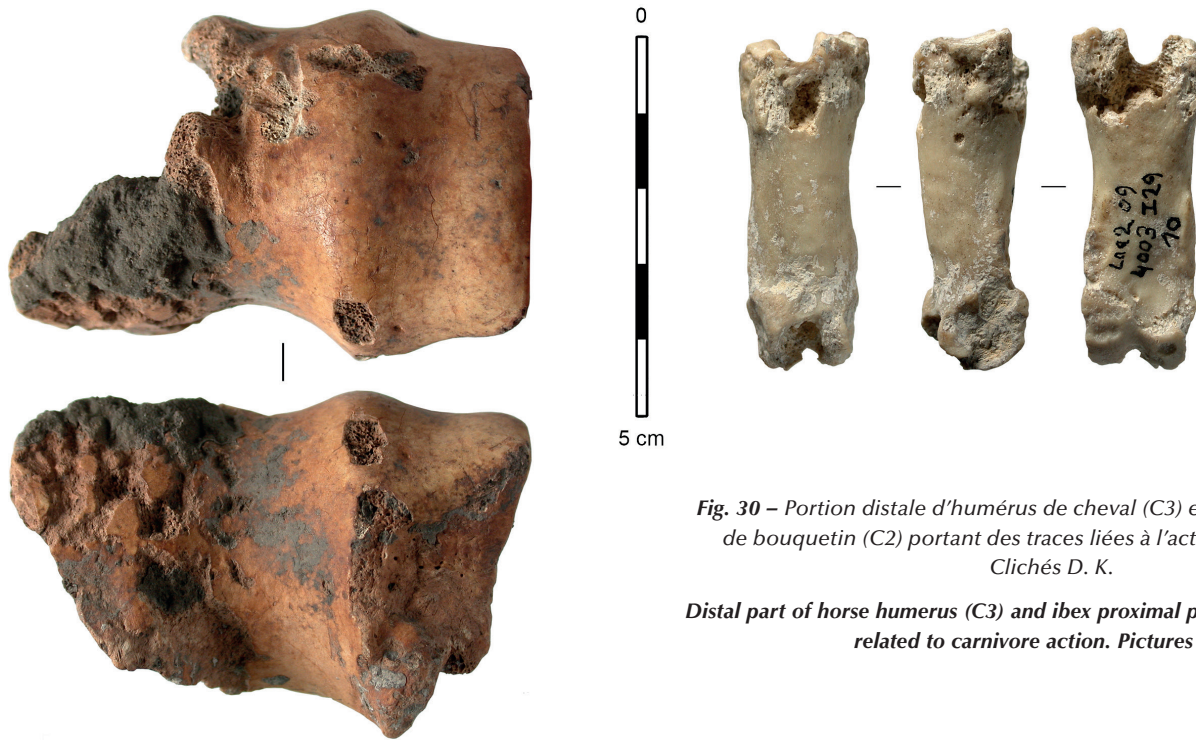 0
5 cm
Laa2 09
4003 I29
10
Fig. 30 – Portion distale d'humérus de cheval (C3) e
de bouquetin (C2) portant des traces liées à l'act
Clichés D. K.
Distal part of horse humerus (C3) and ibex proximal p
related to carnivore action. Pictures